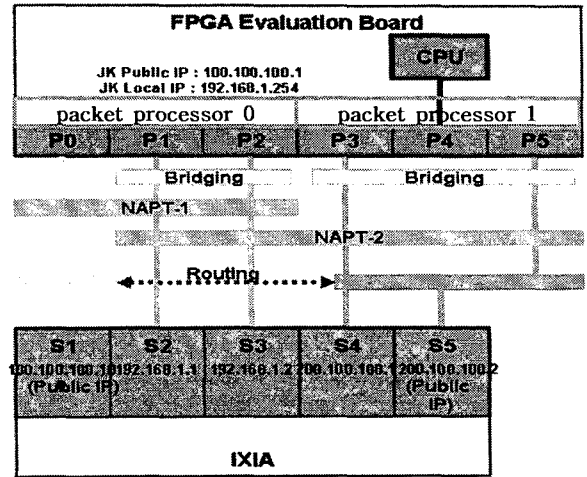 FPGA Evaluation Board
CPU
JK Public IP : 100.100.100.1
JK Local IP : 192.168.1.254
packet processor 0 packet processor 1
P0 P1 P2 P3 P4 P5
Bridging Bridging
NAPT-1
NAPT-2
Routing
S1 S2 S3 S4 S5
100.100.100.10 192.168.1.1 192.168.1.2 200.100.100.1 200.100.100.2
(Public IP) (Public
IP)
IXIA